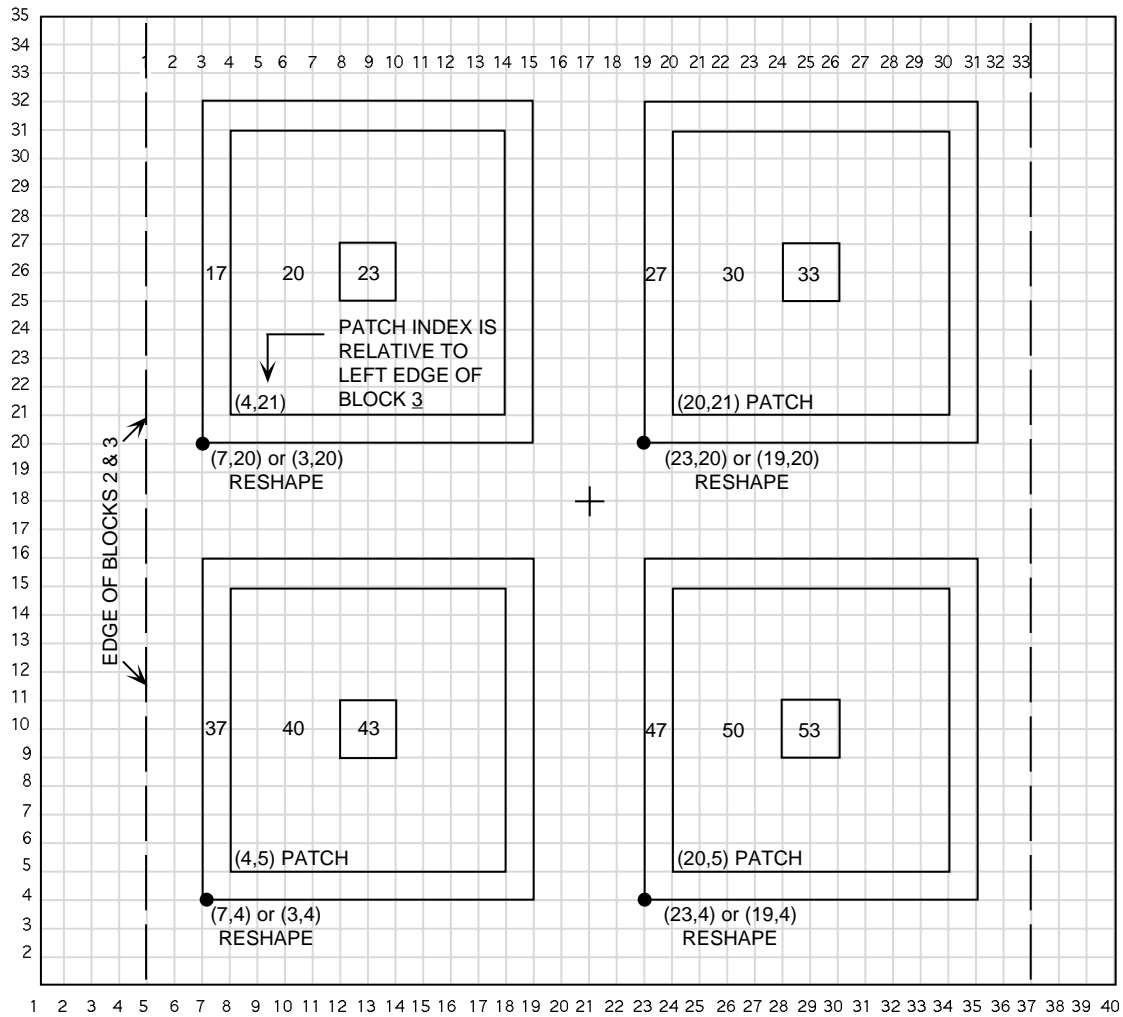 35
34
1 2 3 4 5 6 7 8 9 10 11 12 13 14 15 16 17 18 19 20 21 22 23 24 25 26 27 28 29 30 31 32 33
33
32
31
30
29
28
27
17 20 23 27 30 33
26
25
24
PATCH INDEX IS
RELATIVE TO
LEFT EDGE OF
BLOCK 3
23
22
(4,21) (20,21) PATCH
21
20
(7,20) or (3,20) (23,20) or (19,20)
RESHAPE RESHAPE
19
18
17
EDGE OF BLOCKS 2 & 3
16
15
14
13
12
11
37 40 43 47 50 53
10
9
8
7
6
(4,5) PATCH (20,5) PATCH
5
4
(7,4) or (3,4) (23,4) or (19,4)
RESHAPE RESHAPE
3
2
1 2 3 4 5 6 7 8 9 10 11 12 13 14 15 16 17 18 19 20 21 22 23 24 25 26 27 28 29 30 31 32 33 34 35 36 37 38 39 40